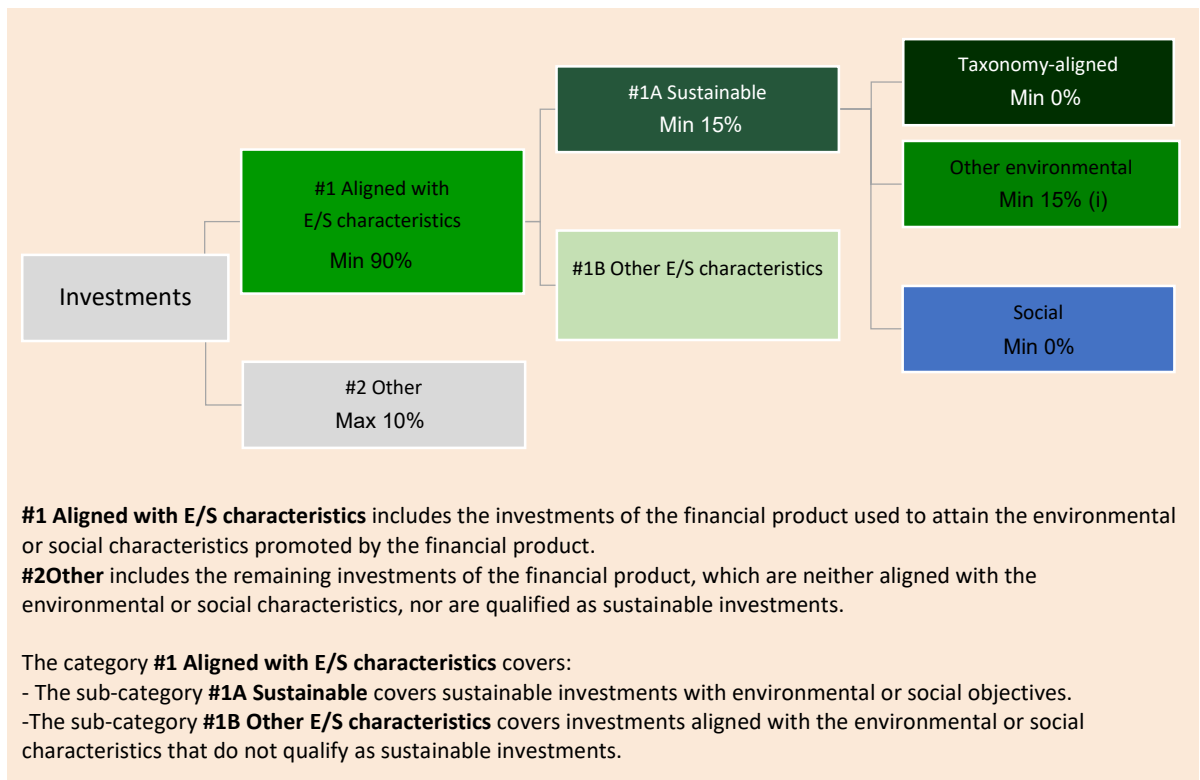 Investments
#1 Aligned with
E/S characteristics
Min 90%
#2 Other
Max 10%
#1A Sustainable
Min 15%
#1B Other E/S characteristics
Taxonomy-aligned
Min 0%
Other environmental
Min 15% (i)
Social
Min 0%
#1 Aligned with E/S characteristics includes the investments of the financial product used to attain the environmental
or social characteristics promoted by the financial product.
#2Other includes the remaining investments of the financial product, which are neither aligned with the
environmental or social characteristics, nor are qualified as sustainable investments.
The category #1 Aligned with E/S characteristics covers:
- The sub-category #1A Sustainable covers sustainable investments with environmental or social objectives.
-The sub-category #1B Other E/S characteristics covers investments aligned with the environmental or social
characteristics that do not qualify as sustainable investments.